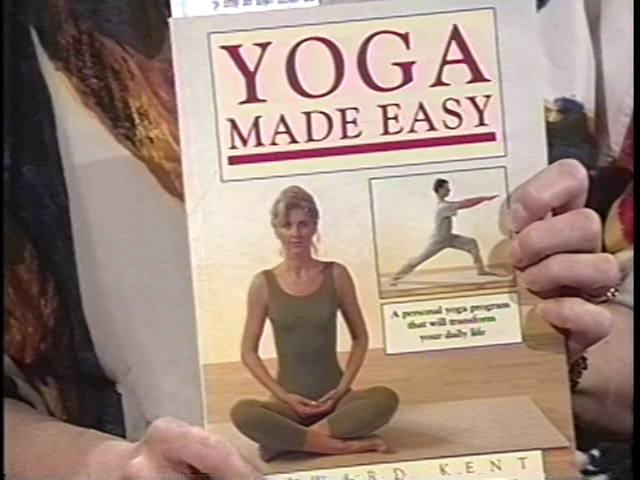 YOGA
MADE EASY
A personal yoga program
that will transform
your daily life
KENT